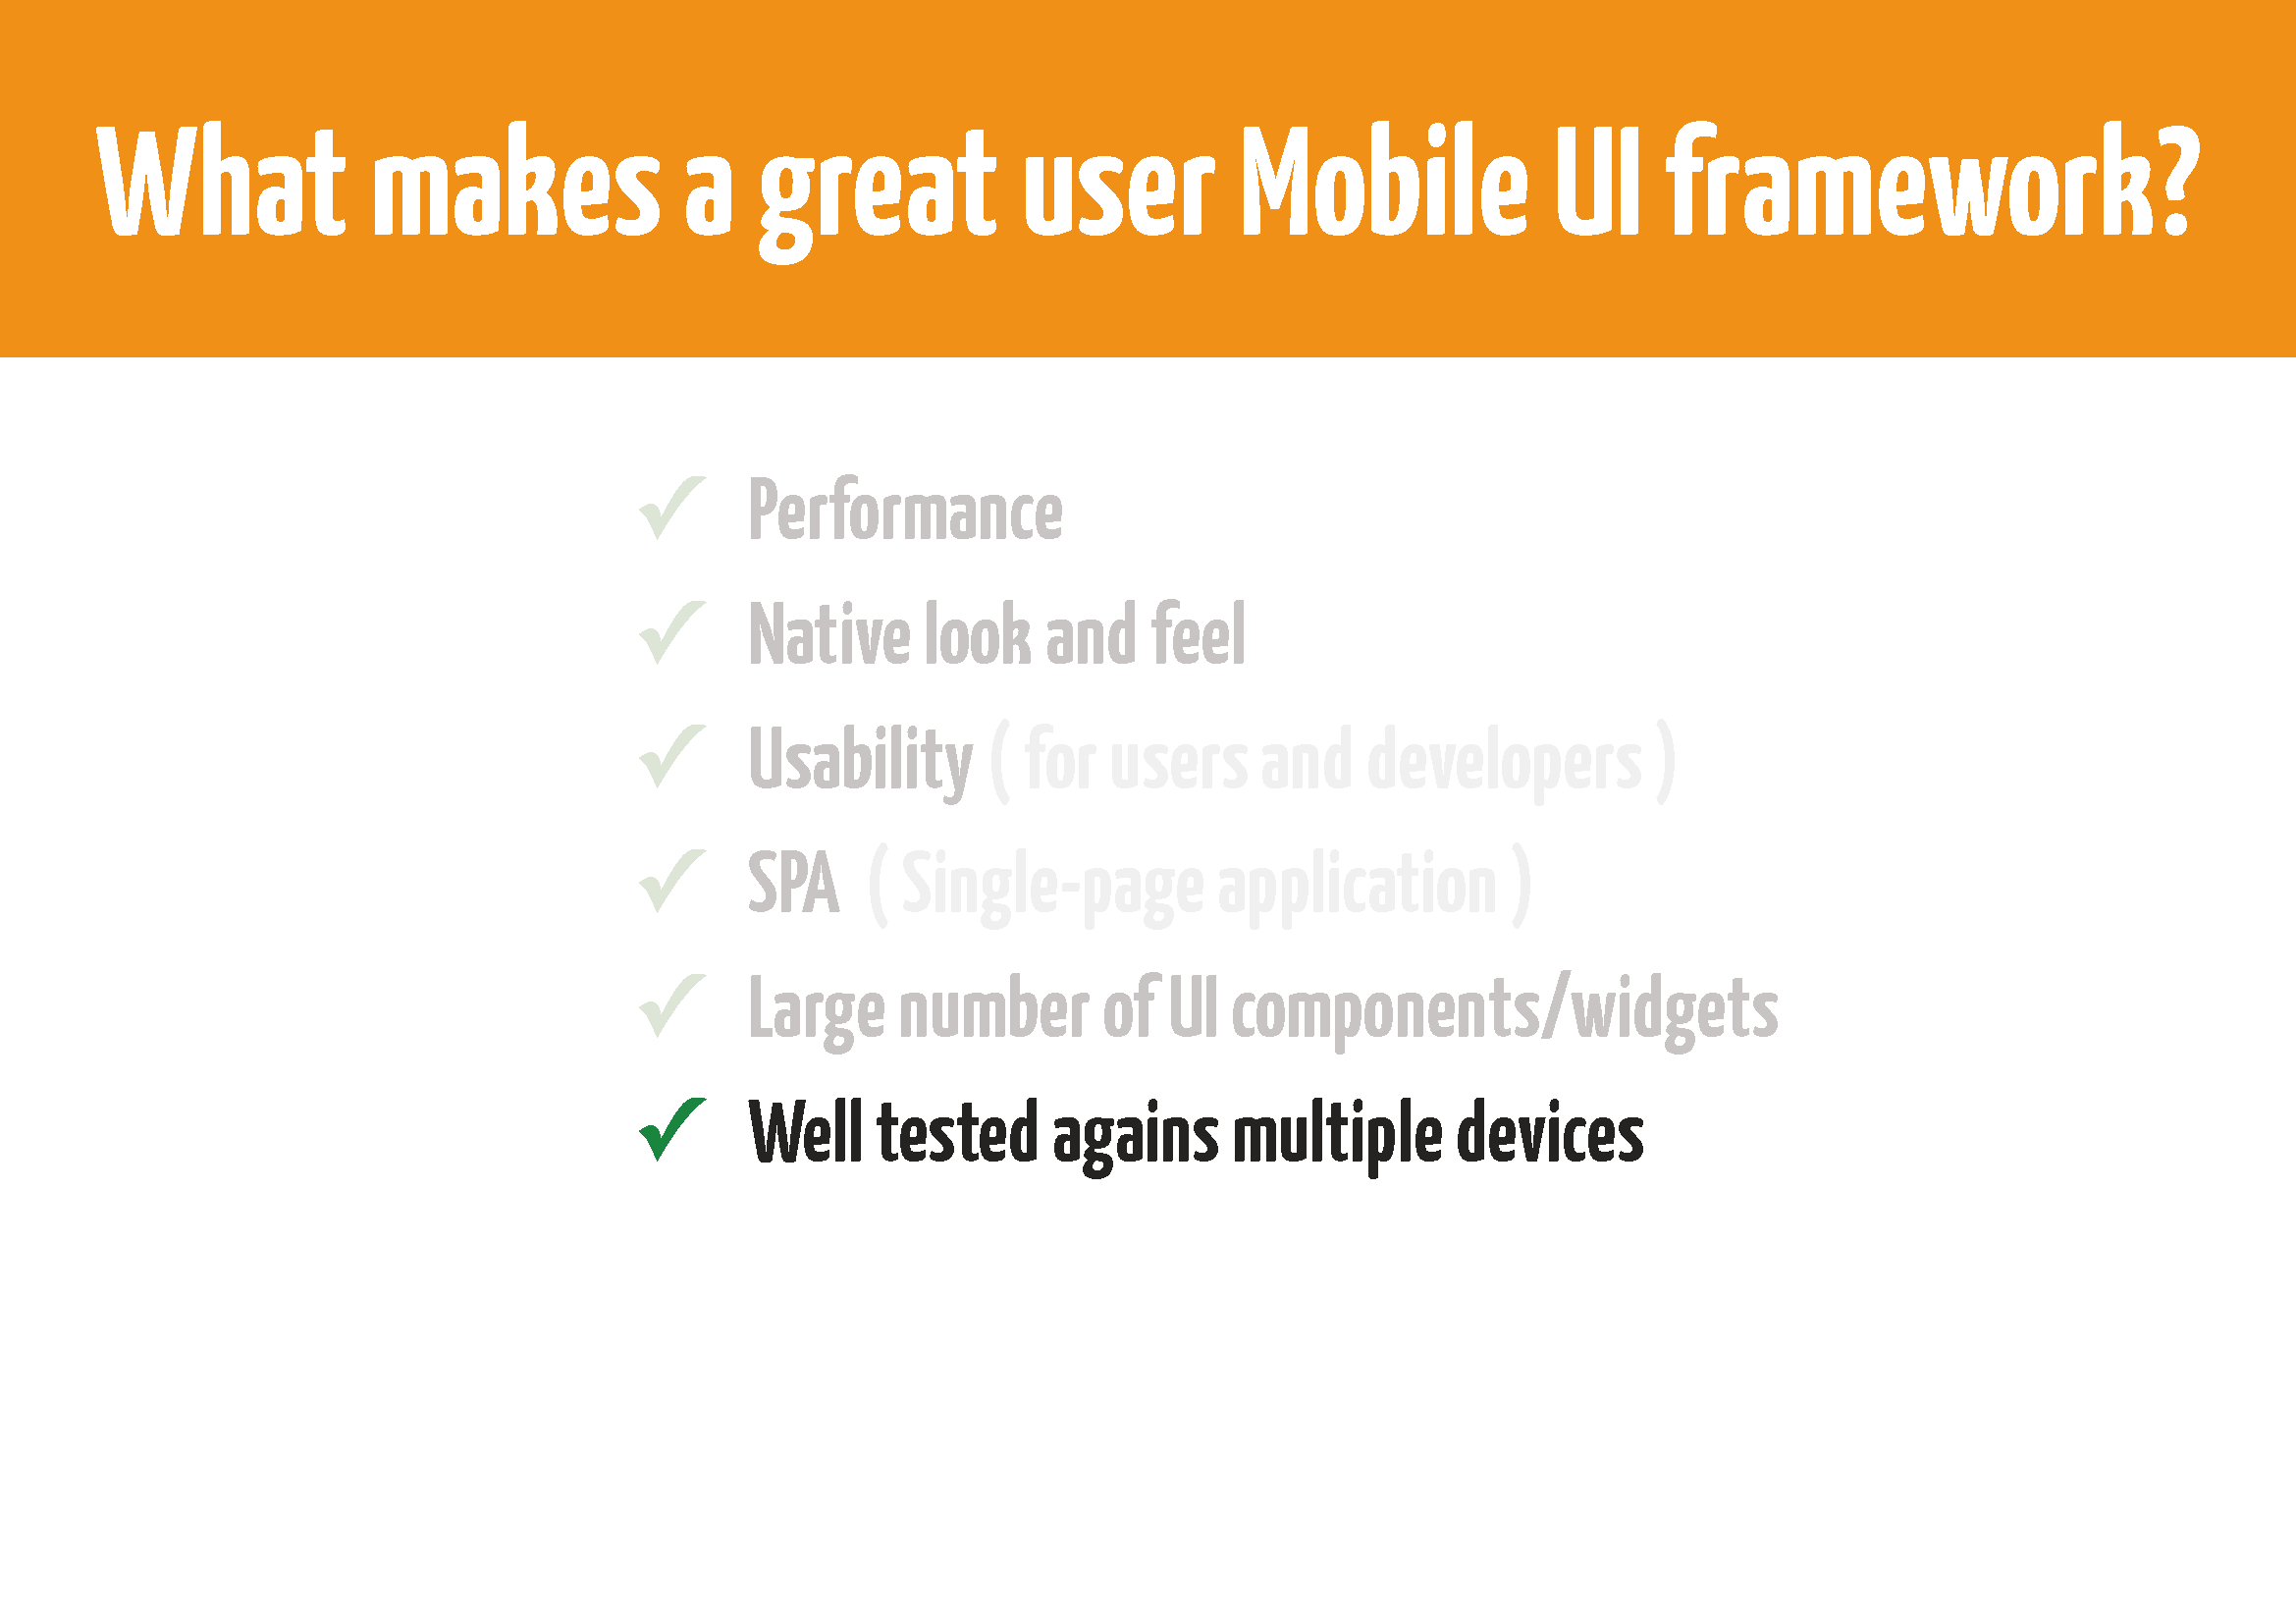 What makes a great user Mobile UI framework?
Performance
Native look and feel
Usability ( for users and developers )
SPA ( Single-page application )
Large number of UI components/widgets
Well tested agains multiple devices